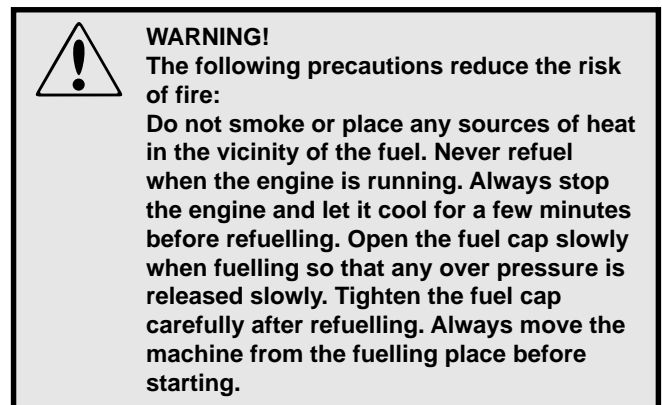 WARNING!
The following precautions reduce the risk
of fire:
Do not smoke or place any sources of heat
in the vicinity of the fuel. Never refuel
when the engine is running. Always stop
the engine and let it cool for a few minutes
before refuelling. Open the fuel cap slowly
when fuelling so that any over pressure is
released slowly. Tighten the fuel cap
carefully after refuelling. Always move the
machine from the fuelling place before
starting.